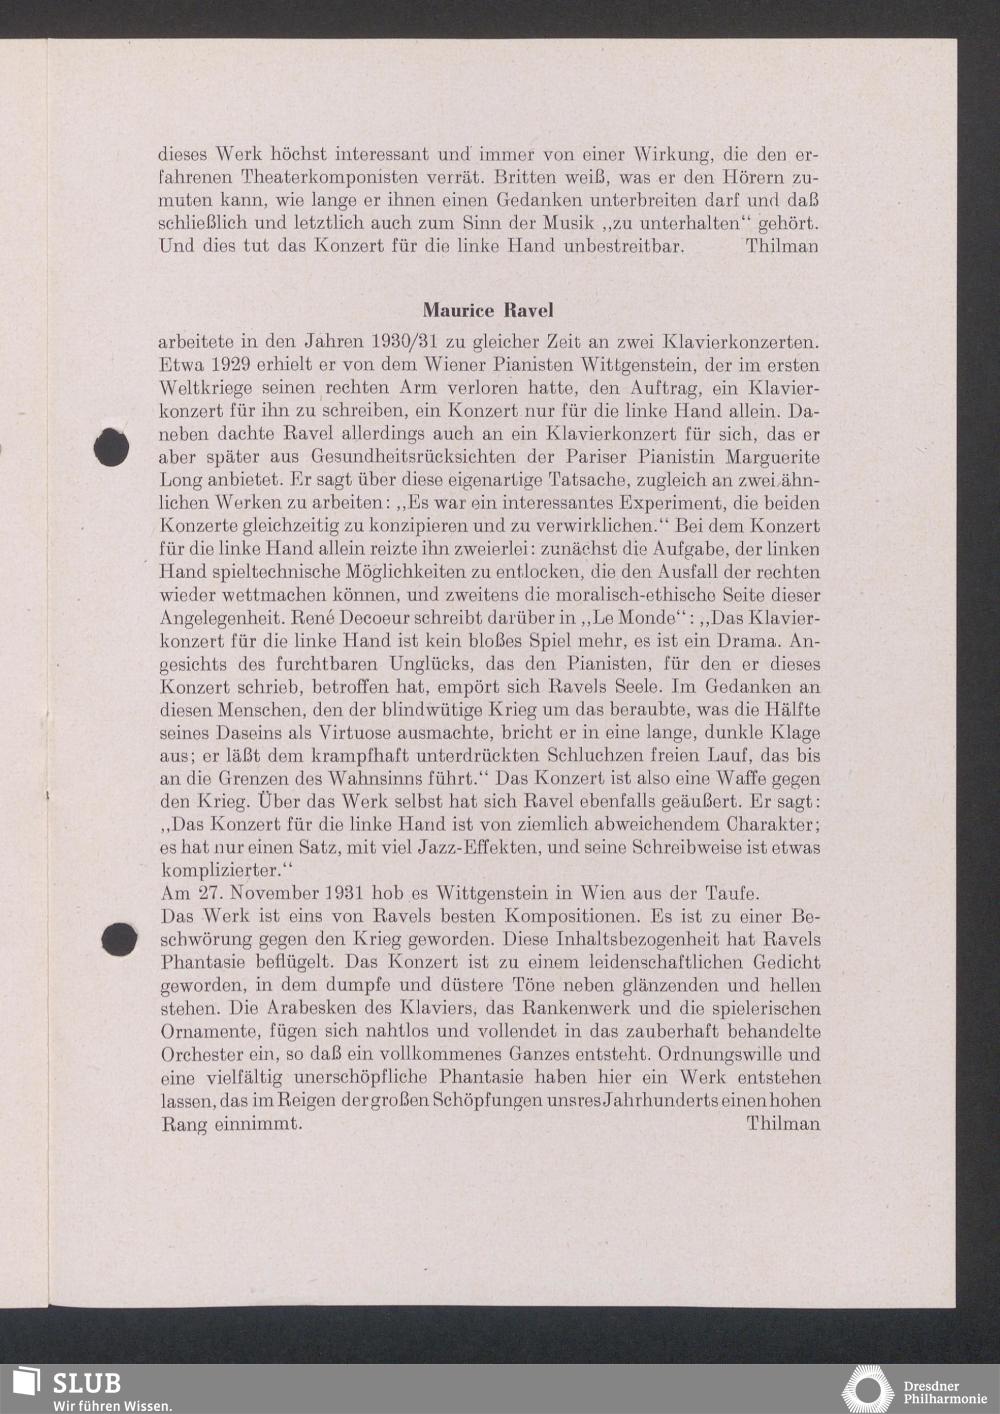 dieses Werk höchst interessant und immer von einer Wirkung, die den er-
fahrenen Theaterkomponisten verrät. Britten weiß, was er den Hörern zu-
muten kann, wie lange er ihnen einen Gedanken unterbreiten darf und daß
schließlich und letztlich auch zum Sinn der Musik „zu unterhalten“ gehört.
Und dies tut das Konzert für die linke Hand unbestreitbar. Thilman
Maurice Ravel
arbeitete in den Jahren 1930/31 zu gleicher Zeit an zwei Klavierkonzerten.
Etwa 1929 erhielt er von dem Wiener Pianisten Wittgenstein, der im ersten
Weltkriege seinen rechten Arm verloren hatte, den Auftrag, ein Klavier-
konzert für ihn zu schreiben, ein Konzert nur für die linke Hand allein. Da-
neben dachte Ravel allerdings auch an ein Klavierkonzert für sich, das er
aber später aus Gesundheitsrücksichten der Pariser Pianistin Marguerite
Long anbietet. Er sagt über diese eigenartige Tatsache, zugleich an zwei ähn-
lichen Werken zu arbeiten: „Es war ein interessantes Experiment, die beiden
Konzerte gleichzeitig zu konzipieren und zu verwirklichen.“ Bei dem Konzert
für die linke Hand allein reizte ihn zweierlei: zunächst die Aufgabe, der linken
Hand spieltechnische Möglichkeiten zu entlocken, die den Ausfall der rechten
wieder wettmachen können, und zweitens die moralisch-ethische Seite dieser
Angelegenheit. René Decoeur schreibt darüber in „Le Monde“: „Das Klavier-
konzert für die linke Hand ist kein bloßes Spiel mehr, es ist ein Drama. An-
gesichts des furchtbaren Unglücks, das den Pianisten, für den er dieses
Konzert schrieb, betroffen hat, empört sich Ravels Seele. Im Gedanken an
diesen Menschen, den der blindwütige Krieg um das beraubte, was die Hälfte
seines Daseins als Virtuose ausmachte, bricht er in eine lange, dunkle Klage
aus; er läßt dem krampfhaft unterdrückten Schluchzen freien Lauf, das bis
an die Grenzen des Wahnsinns führt.“ Das Konzert ist also eine Waffe gegen
den Krieg. Über das Werk selbst hat sich Ravel ebenfalls geäußert. Er sagt:
„Das Konzert für die linke Hand ist von ziemlich abweichendem Charakter;
es hat nur einen Satz, mit viel Jazz-Effekten, und seine Schreibweise ist etwas
komplizierter.“
Am 27. November 1931 hob es Wittgenstein in Wien aus der Taufe.
Das Werk ist eins von Ravels besten Kompositionen. Es ist zu einer Be-
schwörung gegen den Krieg geworden. Diese Inhaltsbezogenheit hat Ravels
Phantasie beflügelt. Das Konzert ist zu einem leidenschaftlichen Gedicht
geworden, in dem dumpfe und düstere Töne neben glänzenden und hellen
stehen. Die Arabesken des Klaviers, das Rankenwerk und die spielerischen
Ornamente, fügen sich nahtlos und vollendet in das zauberhaft behandelte
Orchester ein, so daß ein vollkommenes Ganzes entsteht. Ordnungswille und
eine vielfältig unerschöpfliche Phantasie haben hier ein Werk entstehen
lassen, das im Reigen der großen Schöpfungen unsres Jahrhunderts einen hohen
Rang einnimmt. Thilman
SLUB
Wir führen Wissen.
Dresdner
Philharmonie